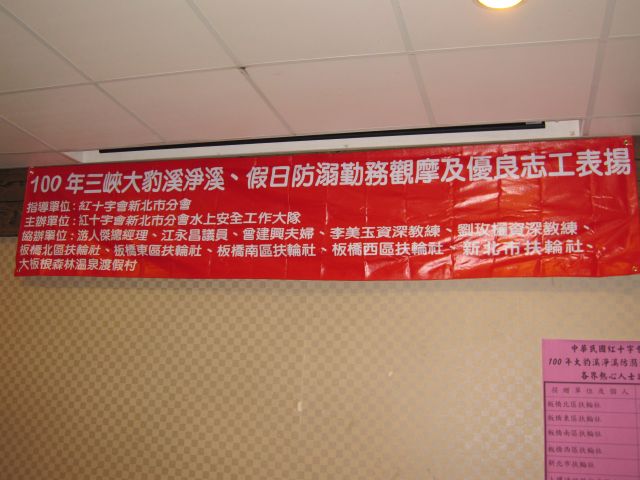 100年三峽大豹溪淨溪、假日防溺勤務觀摩及優良志工表揚
指導單位:紅十字會新北市分會
主辦單位:紅十字會新北市分會水上安全工作大隊
協辦單位:游人傑總經理、江永昌議員、曾建興夫婦、李美玉資深教練、劉玫櫂資深教練、
板橋北區扶輪社、板橋東區扶輪社、板橋南區扶輪社、板橋西區扶輪社、新北市扶輪社、
大板根森林溫泉渡假村
中華民國紅十字會
100年大豹溪淨溪防溺
各界熱心人士
捐贈單位及個人
板橋北區扶輪社
板橋東區扶輪社
板橋南區扶輪社
板橋西區扶輪社
新北市扶輪社